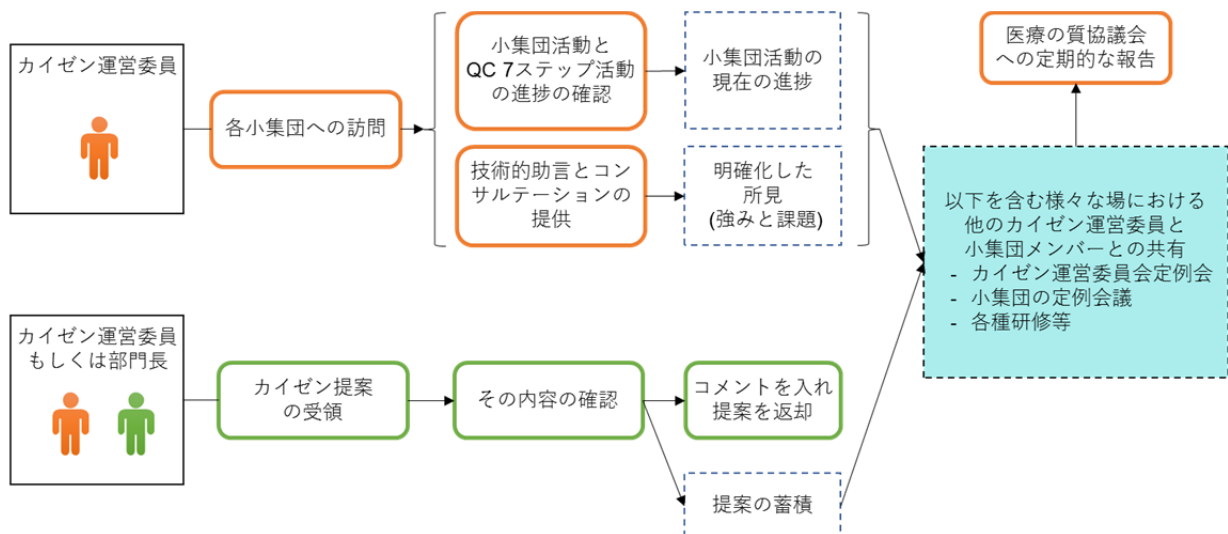 カイゼン運営委員
各小集団への訪問
小集団活動と
QC 7ステップ活動
の進捗の確認
小集団活動の
現在の進捗
技術的助言とコン
サルテーションの
提供
明確化した
所見
(強みと課題)
医療の質協議会
への定期的な報告
以下を含む様々な場における
他のカイゼン運営委員と
小集団メンバーとの共有
- カイゼン運営委員会定例会
- 小集団の定例会議
- 各種研修等
カイゼン運営委員
もしくは部門長
カイゼン提案
の受領
その内容の確認
コメントを入れ
提案を返却
提案の蓄積